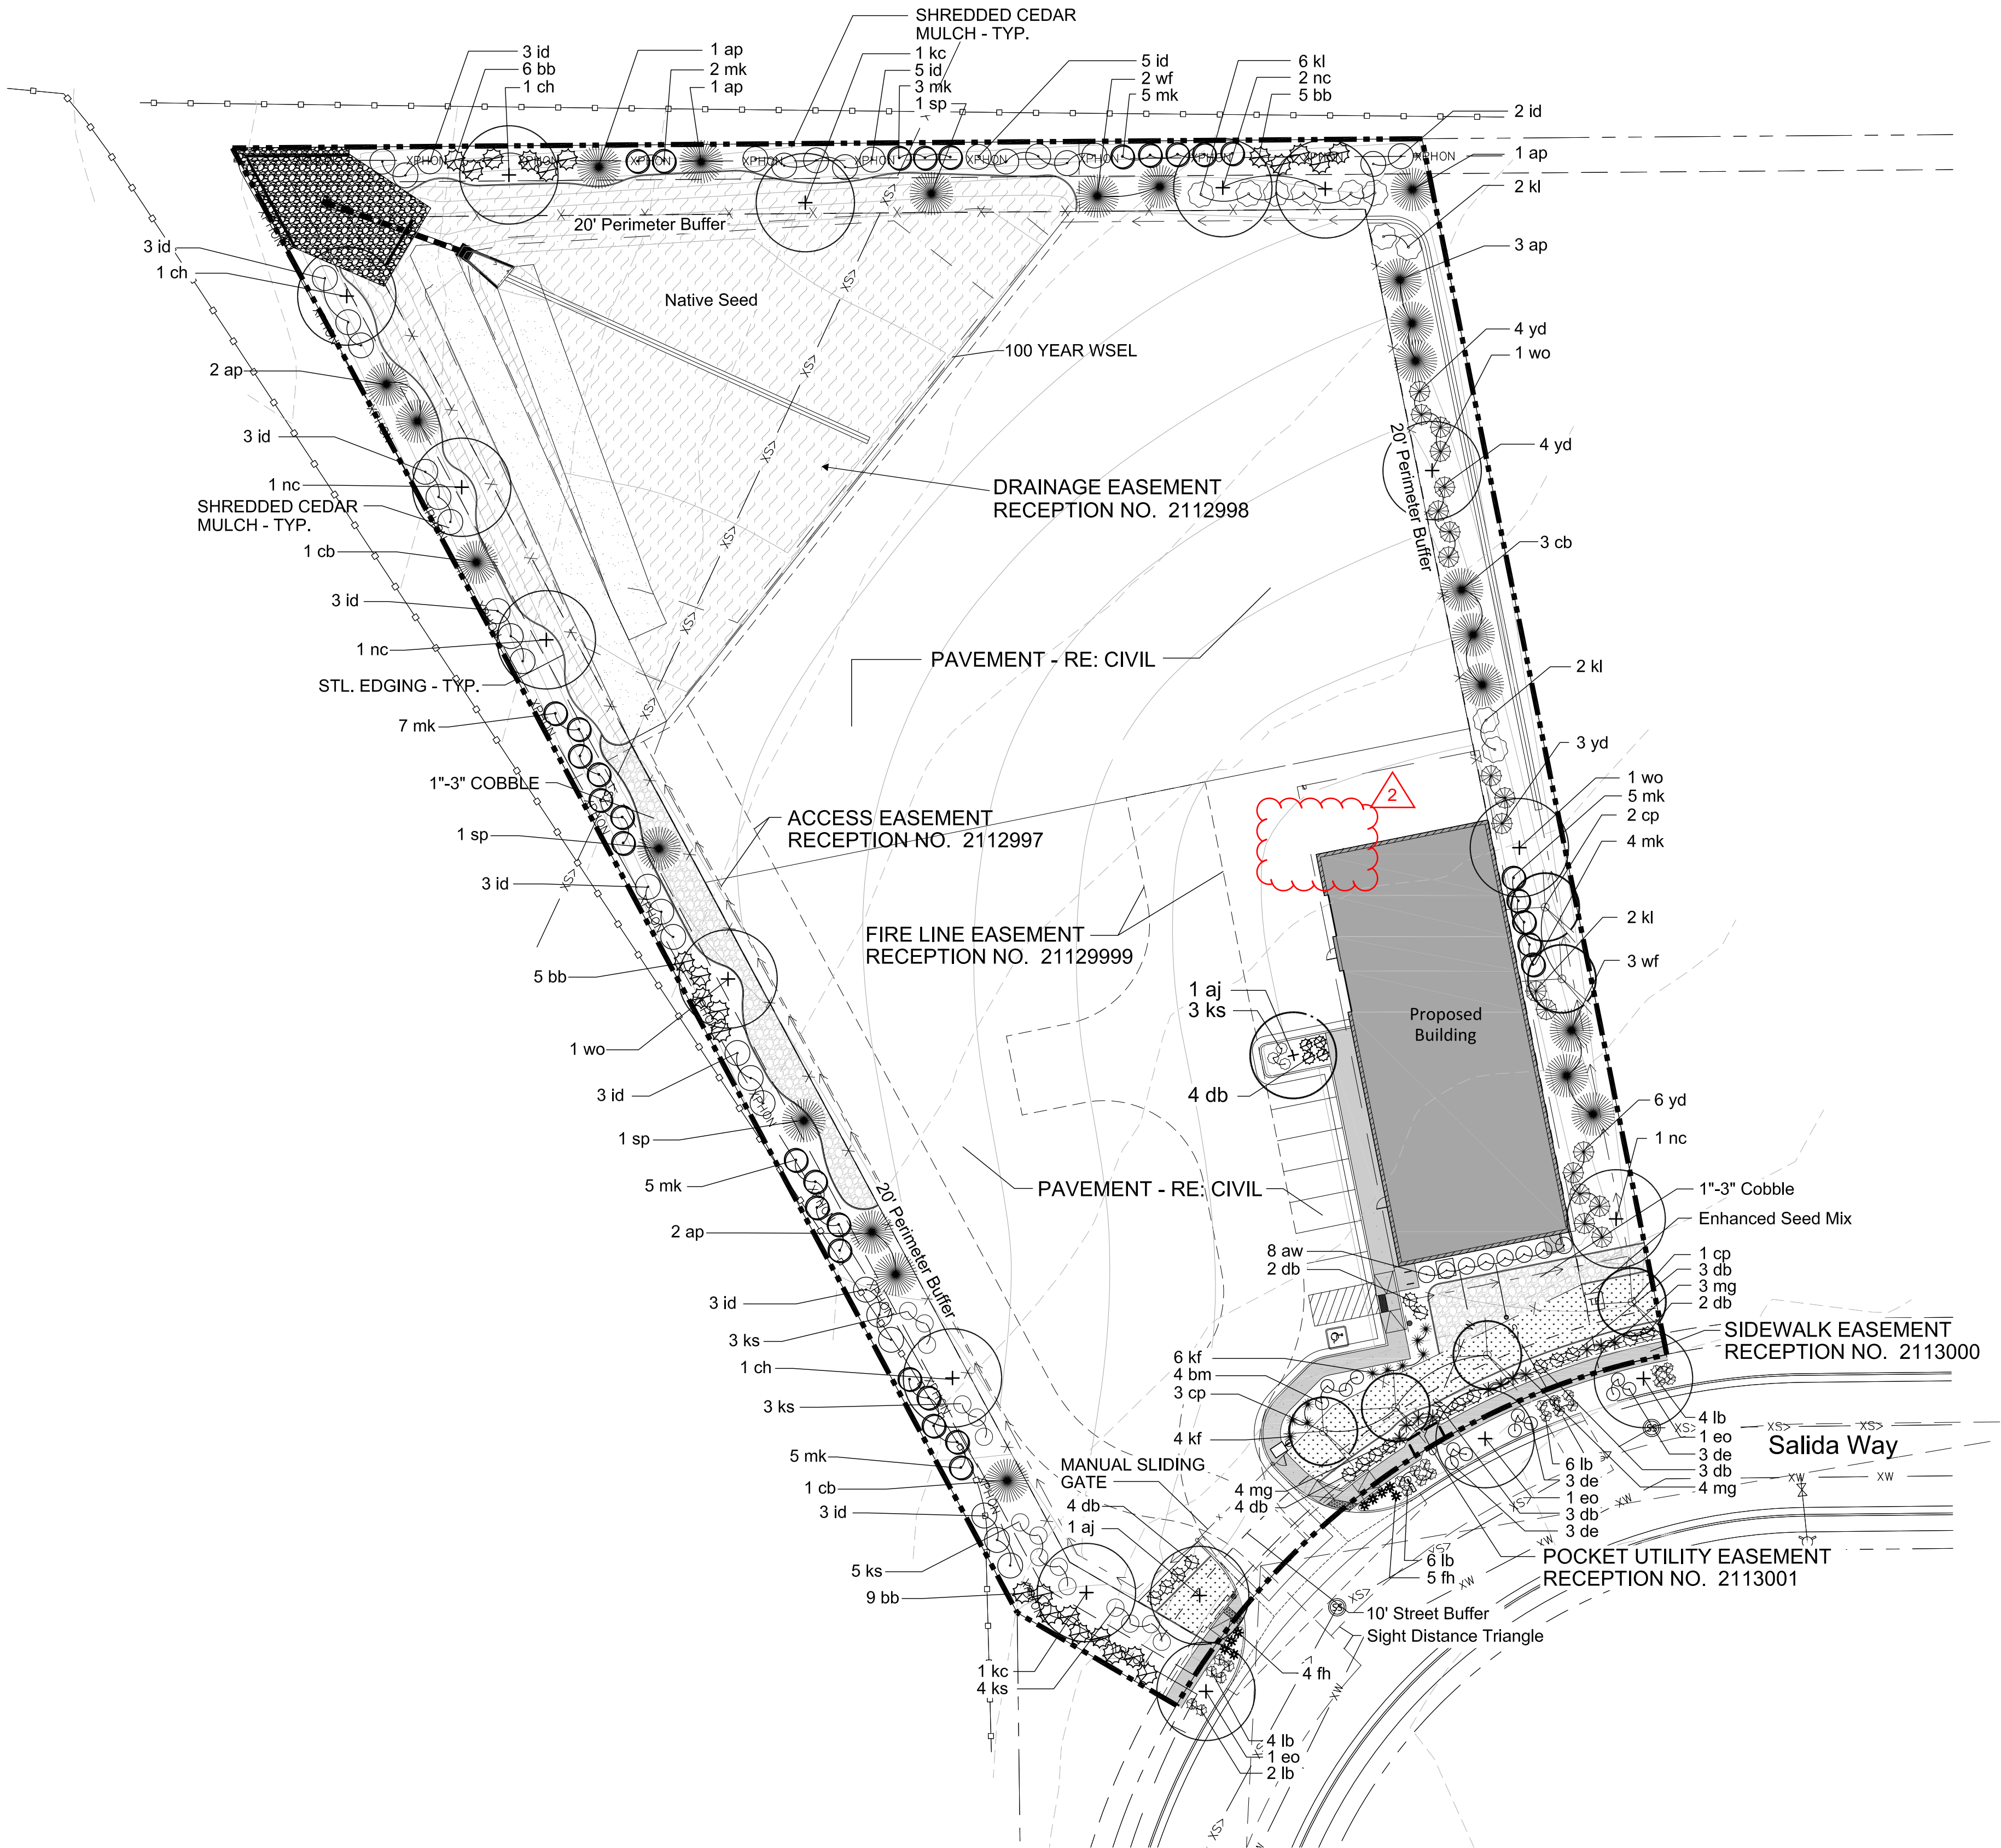 SHREDDED CEDAR
MULCH - TYP.
3 id
6 bb
1 ch
1 ap
2 mk
1 ap
1 kc
5 id
3 mk
1 sp
5 id
2 wf
5 mk
6 kl
2 nc
5 bb
2 id
1 ap
2 kl
3 ap
4 yd
1 wo
4 yd
3 cb
2 kl
3 yd
1 wo
5 mk
2 cp
4 mk
2 kl
3 wf
6 yd
1 nc
1"-3" Cobble
Enhanced Seed Mix
1 cp
3 db
3 mg
2 db
SIDEWALK EASEMENT
RECEPTION NO. 2113000
XPHON
XPHON
XPHON
XPHON
XPHON
XPHON
XPHON
XPHON
XPHON
XPHON
20' Perimeter Buffer
Native Seed
100 YEAR WSEL
DRAINAGE EASEMENT
RECEPTION NO. 2112998
20' Perimeter Buffer
3 id
1 ch
2 ap
3 id
1 nc
SHREDDED CEDAR
MULCH - TYP.
1 cb
3 id
1 nc
STL. EDGING - TYP.
7 mk
1"-3" COBBLE
1 sp
3 id
5 bb
1 wo
3 id
1 sp
5 mk
2 ap
3 id
3 ks
1 ch
3 ks
5 mk
1 cb
3 id
5 ks
9 bb
1 kc
4 ks
PAVEMENT - RE: CIVIL
ACCESS EASEMENT
RECEPTION NO. 2112997
FIRE LINE EASEMENT
RECEPTION NO. 21129999
2
1 aj
3 ks
4 db
Proposed
Building
PAVEMENT - RE: CIVIL
20' Perimeter Buffer
8 aw
2 db
6 kf
4 bm
3 cp
4 kf
MANUAL SLIDING
GATE
4 db
1 aj
4 mg
4 db
4 lb
1 eo
3 de
3 db
4 mg
6 lb
3 de
1 eo
3 db
3 de
Salida Way
6 lb
5 fh
POCKET UTILITY EASEMENT
RECEPTION NO. 2113001
10' Street Buffer
Sight Distance Triangle
4 fh
4 lb
1 eo
2 lb
XS>
XS>
XW
XW